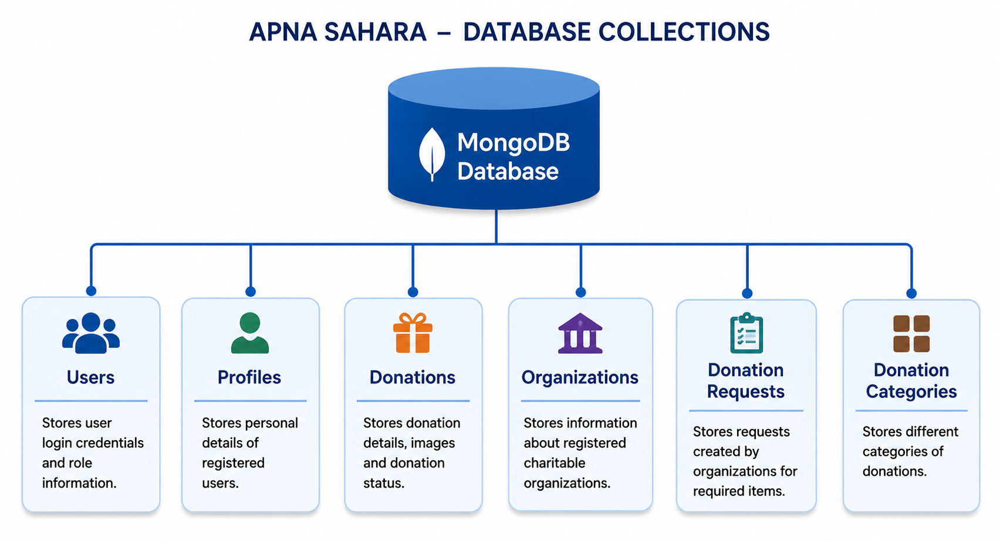 APNA SAHARA – DATABASE COLLECTIONS
MongoDB
Database
Users
Stores user
login credentials
and role
information.
Profiles
Stores personal
details of
registered
users.
Donations
Stores donation
details, images
and donation
status.
Organizations
Stores information
about registered
charitable
organizations.
Donation
Requests
Stores requests
created by
organizations for
required items.
Donation
Categories
Stores different
categories of
donations.